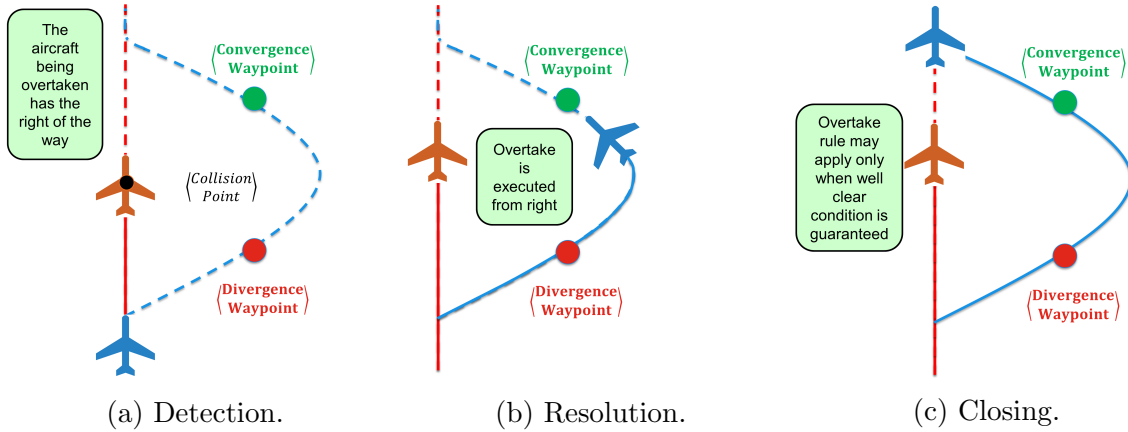 The
aircraft
being
overtaken
has the
right of the
way
⟨Convergence
Waypoint⟩
⟨Collision
Point⟩
⟨Divergence
Waypoint⟩
(a) Detection.
⟨Convergence
Waypoint⟩
Overtake
is
executed
from right
⟨Divergence
Waypoint⟩
(b) Resolution.
⟨Convergence
Waypoint⟩
Overtake
rule may
apply only
when well
clear
condition is
guaranteed
⟨Divergence
Waypoint⟩
(c) Closing.